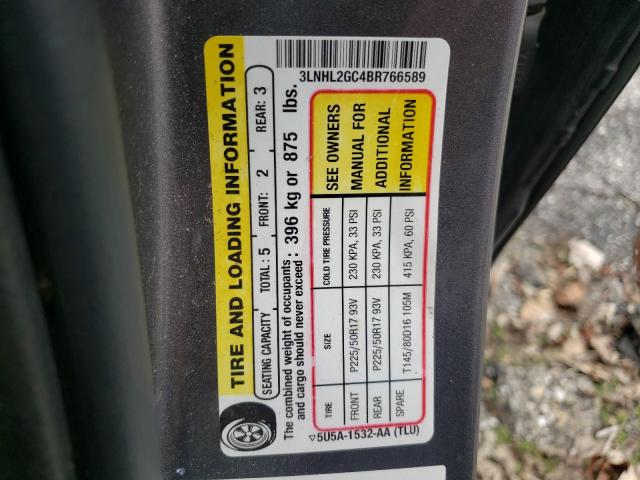 TIRE AND LOADING INFORMATION
SEATING CAPACITY TOTAL: 5 FRONT: 2 REAR: 3
The combined weight of occupants
and cargo should never exceed: 396 kg or 875 lbs.
3LNHL2GC4BR766589
TIRE SIZE COLD TIRE PRESSURE SEE OWNERS
FRONT P225/50R17 93V 230 KPA, 33 PSI MANUAL FOR
REAR P225/50R17 93V 230 KPA, 33 PSI ADDITIONAL
SPARE T145/80D16 105M 415 KPA, 60 PSI INFORMATION
▽5U5A-1532-AA (TLU)